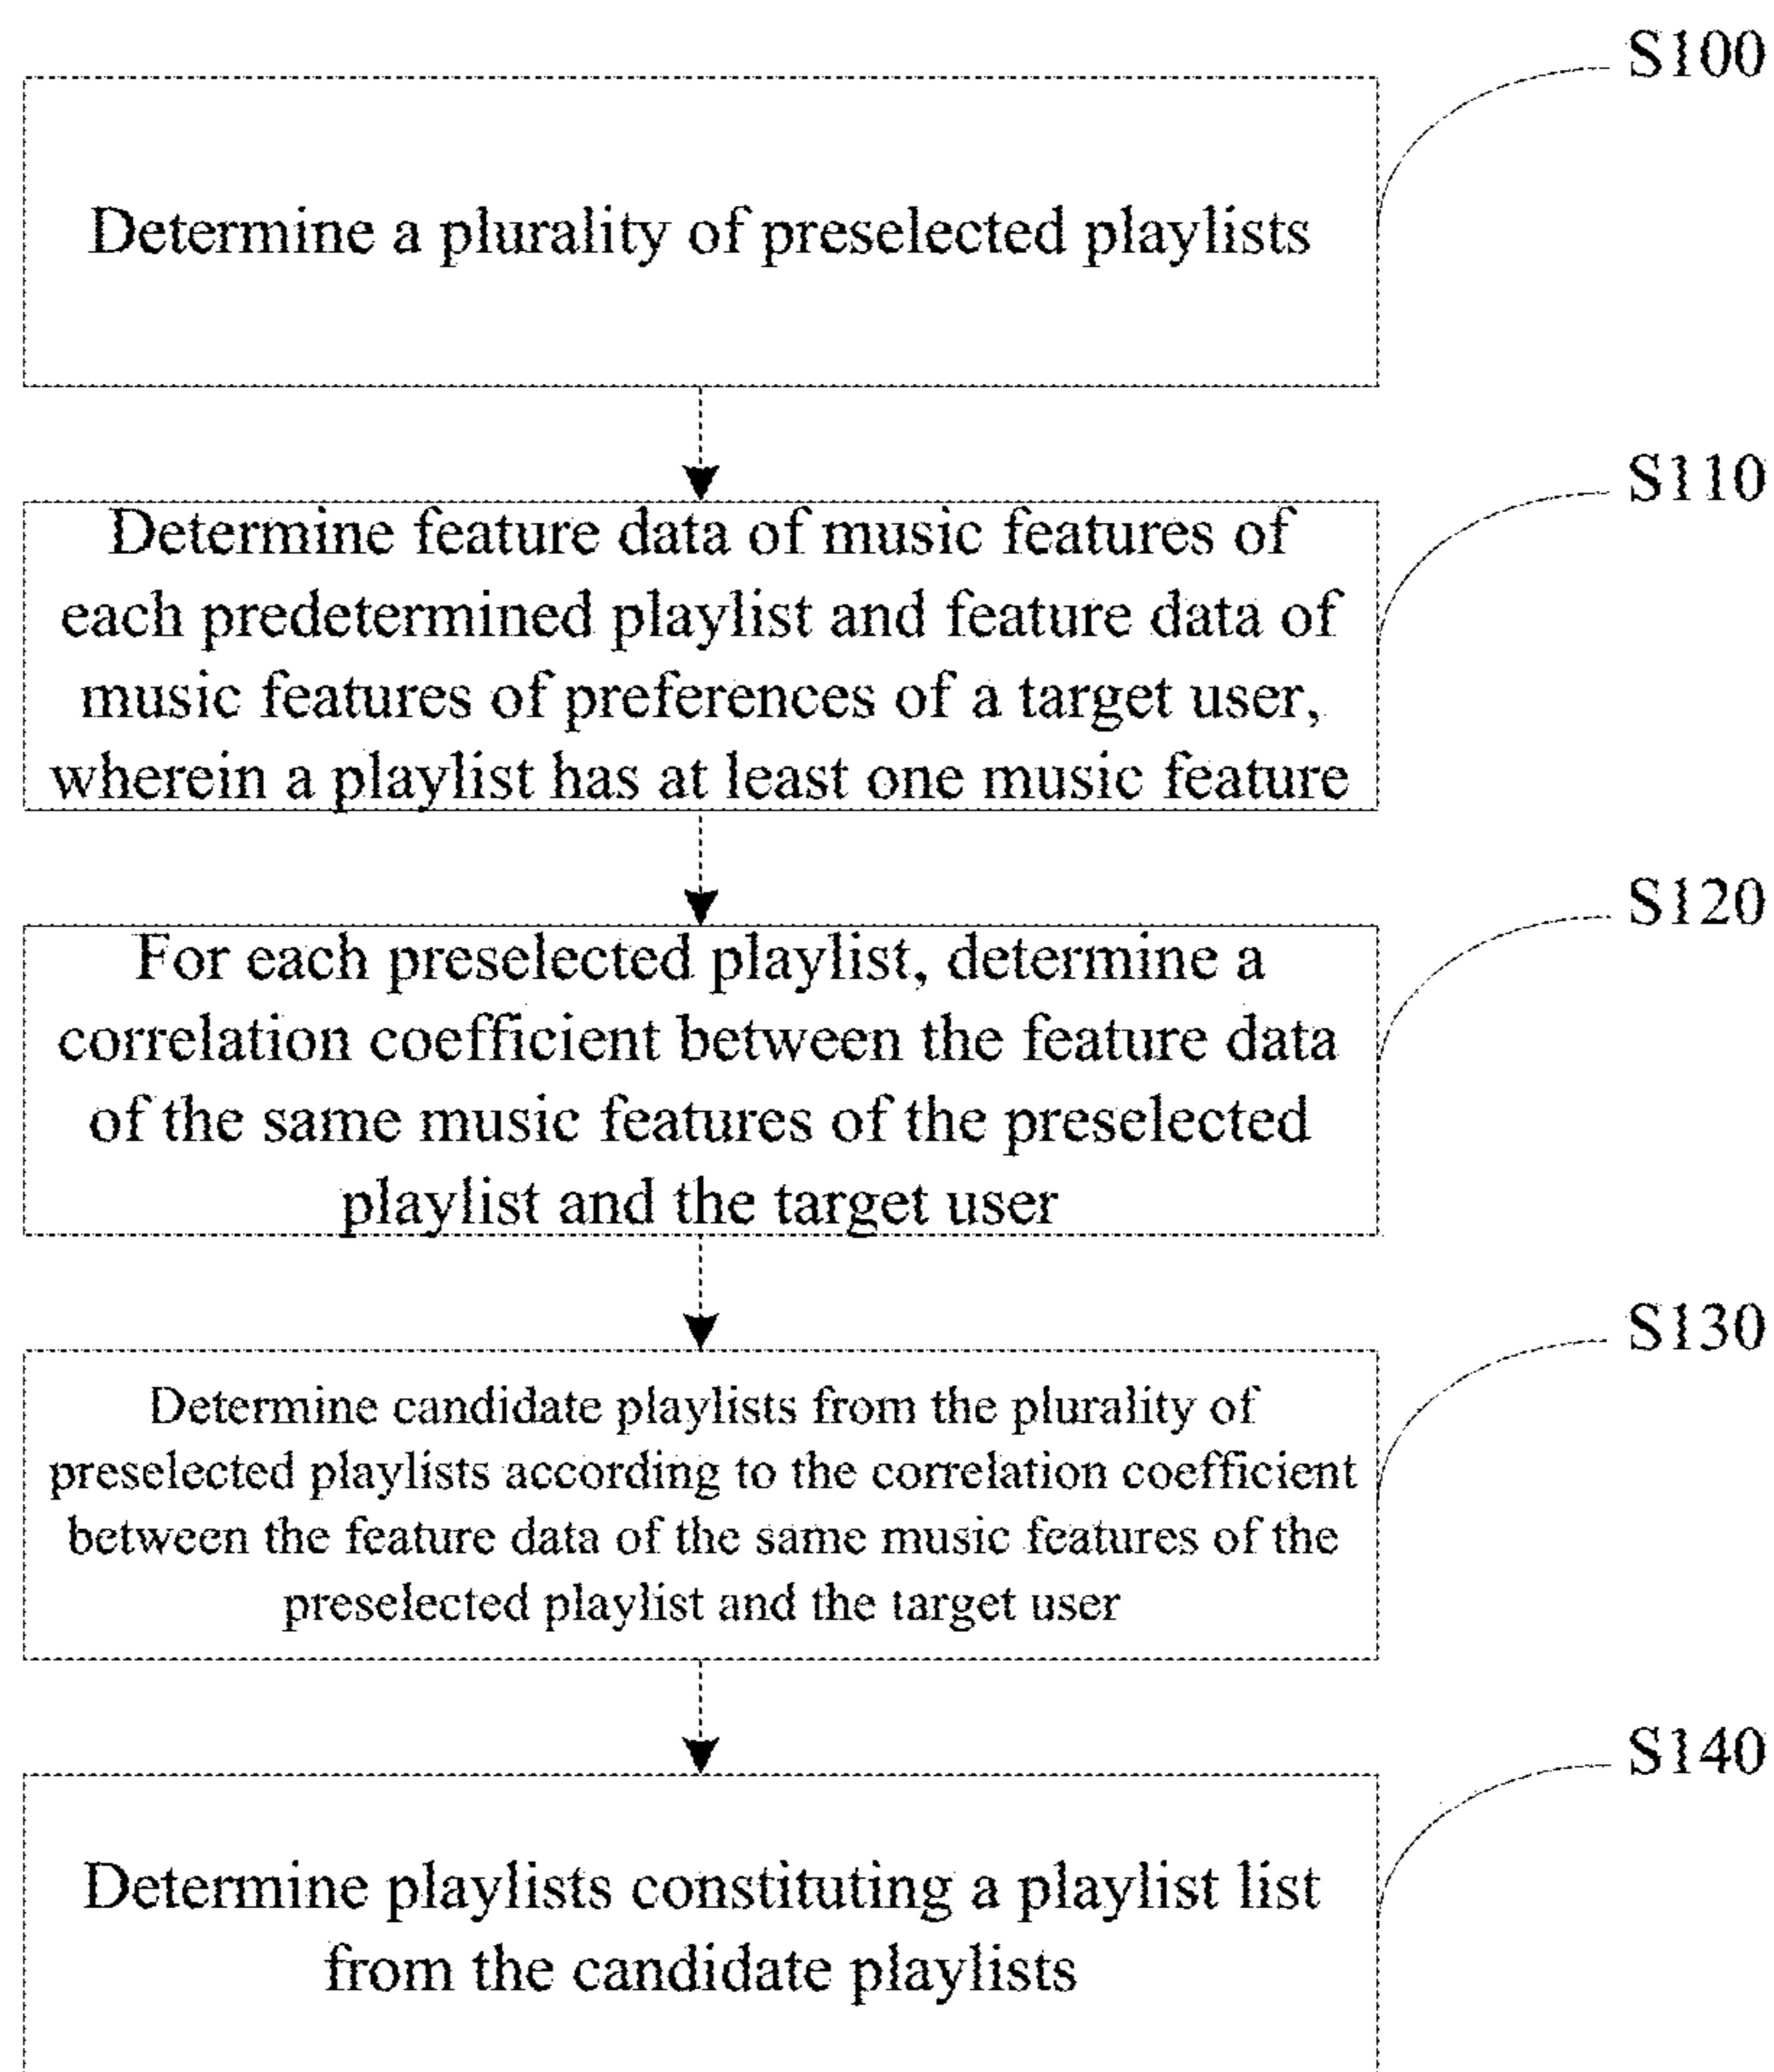 S100
Determine a plurality of preselected playlists
S110
Determine feature data of music features of
each predetermined playlist and feature data of
music features of preferences of a target user,
wherein a playlist has at least one music feature
S120
For each preselected playlist, determine a
correlation coefficient between the feature data
of the same music features of the preselected
playlist and the target user
S130
Determine candidate playlists from the plurality of
preselected playlists according to the correlation coefficient
between the feature data of the same music features of the
preselected playlist and the target user
S140
Determine playlists constituting a playlist list
from the candidate playlists